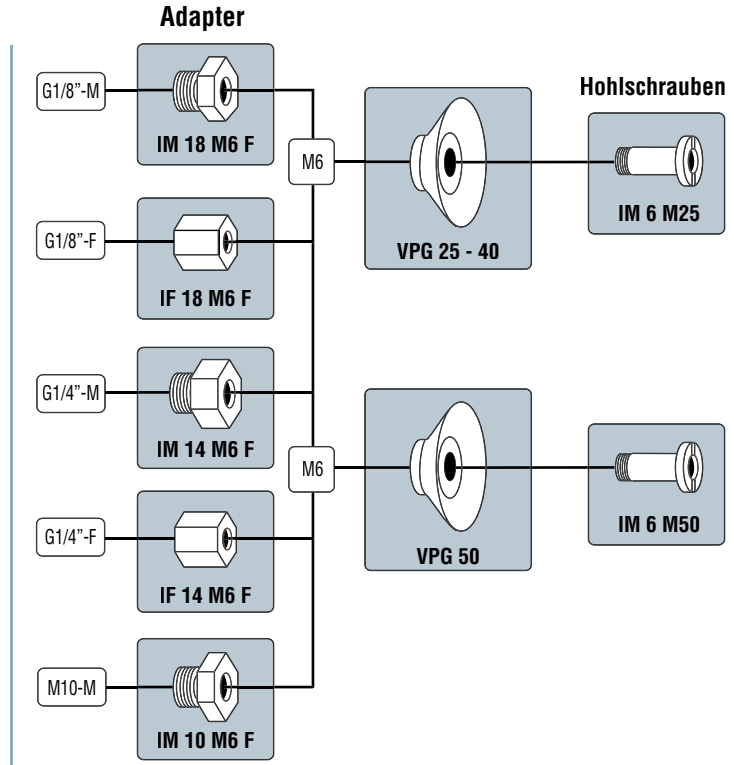 Adapter
G1/8”-M
IM 18 M6 F
M6
VPG 25 - 40
Hohlschrauben
IM 6 M25
G1/8”-F
IF 18 M6 F
G1/4”-M
IM 14 M6 F
M6
VPG 50
IM 6 M50
G1/4”-F
IF 14 M6 F
M10-M
IM 10 M6 F